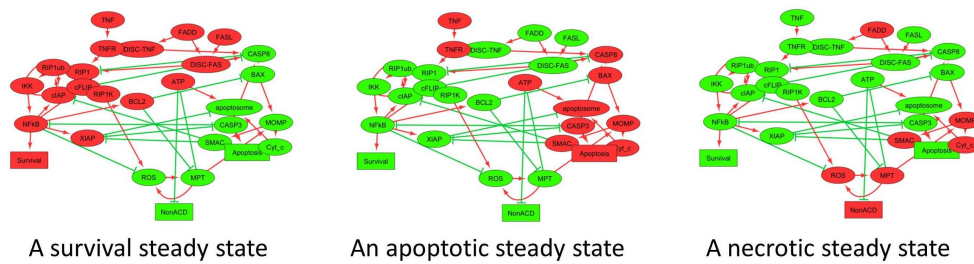 TNF
FADD
FASL
TNFR
DISC-TNF
CASP8
DISC-FAS
RIP1ub
RIP1
BAX
IKK
cIAP
cFLIP
RIP1K
ATP
BCL2
apoptosome
NFkB
XIAP
CASP3
MOMP
SMAC
Apoptosis
Cyt_c
Survival
ROS
MPT
NonACD
A survival steady state
TNF
FADD
FASL
TNFR
DISC-TNF
CASP8
DISC-FAS
RIP1ub
RIP1
BAX
IKK
cIAP
cFLIP
RIP1K
ATP
BCL2
apoptosome
NFkB
XIAP
CASP3
MOMP
SMAC
Apoptosis
Cyt_c
Survival
ROS
MPT
NonACD
An apoptotic steady state
TNF
FADD
FASL
TNFR
DISC-TNF
CASP8
DISC-FAS
RIP1ub
RIP1
BAX
IKK
cIAP
cFLIP
RIP1K
ATP
BCL2
apoptosome
NFkB
XIAP
CASP3
MOMP
SMAC
Apoptosis
Cyt_c
Survival
ROS
MPT
NonACD
A necrotic steady state